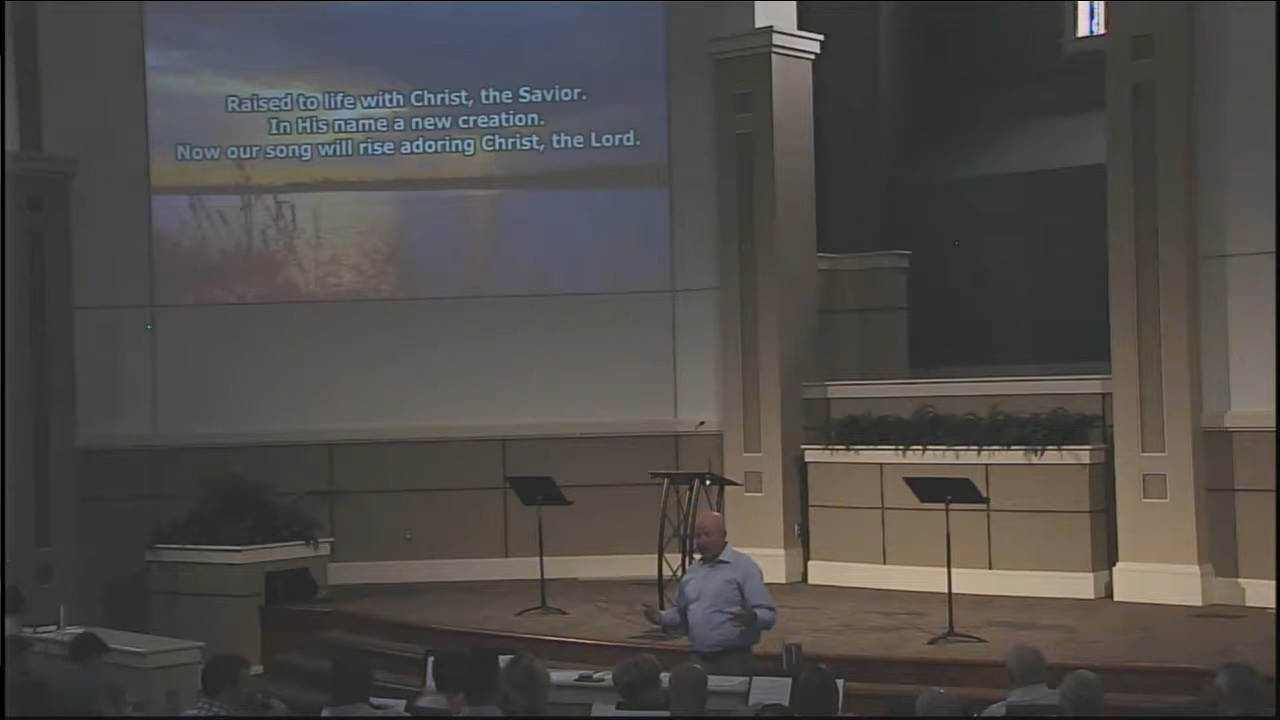 Raised to life with Christ, the Savior.
In His name a new creation.
Now our song will rise adoring Christ, the Lord.